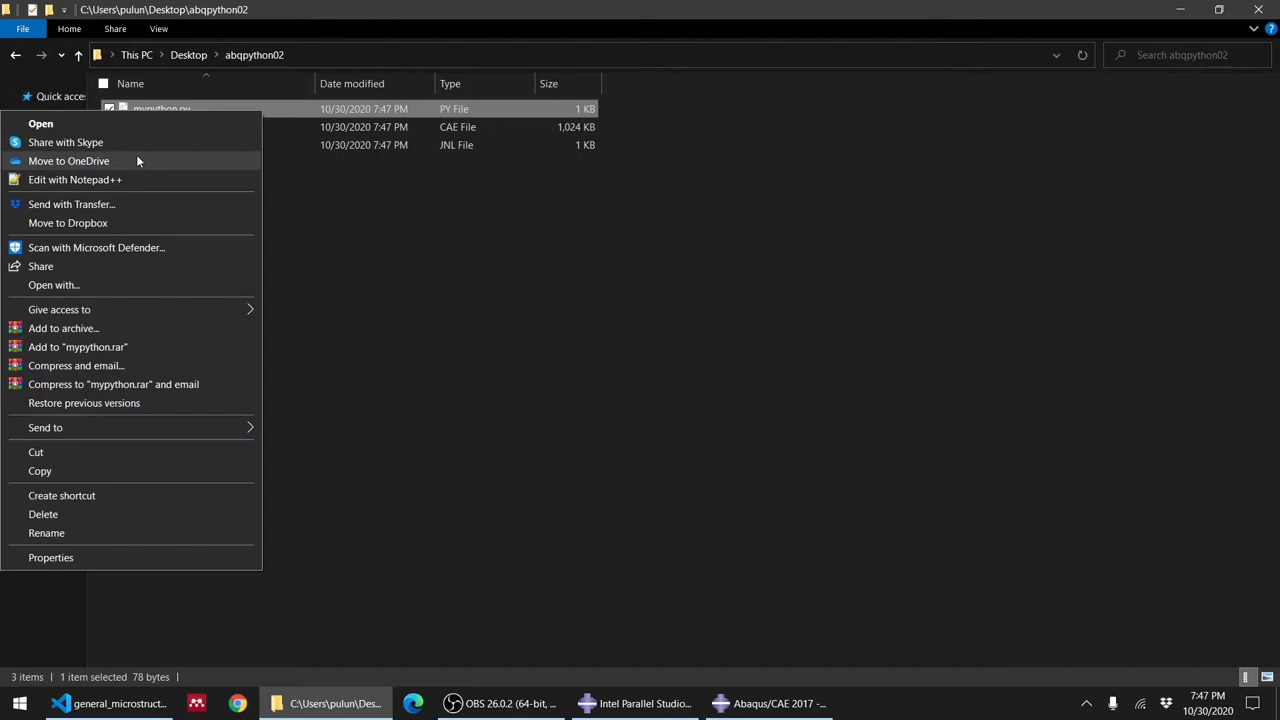 C:\Users\pulun\Desktop\abqpython02
File
Home
Share
View
This PC
Desktop
abqpython02
Search abqpython02
Name
Date modified
Type
Size
Quick acces
mypython.py
10/30/2020 7:47 PM
PY File
1 KB
10/30/2020 7:47 PM
CAE File
1,024 KB
10/30/2020 7:47 PM
JNL File
1 KB
Open
Share with Skype
Move to OneDrive
Edit with Notepad++
Send with Transfer...
Move to Dropbox
Scan with Microsoft Defender...
Share
Open with...
Give access to
Add to archive...
Add to "mypython.rar"
Compress and email...
Compress to "mypython.rar" and email
Restore previous versions
Send to
Cut
Copy
Create shortcut
Delete
Rename
Properties
3 items
1 item selected 78 bytes
general_microstruct...
C:\Users\pulun\Des...
OBS 26.0.2 (64-bit, ...
Intel Parallel Studio...
Abaqus/CAE 2017 -...
7:47 PM
10/30/2020